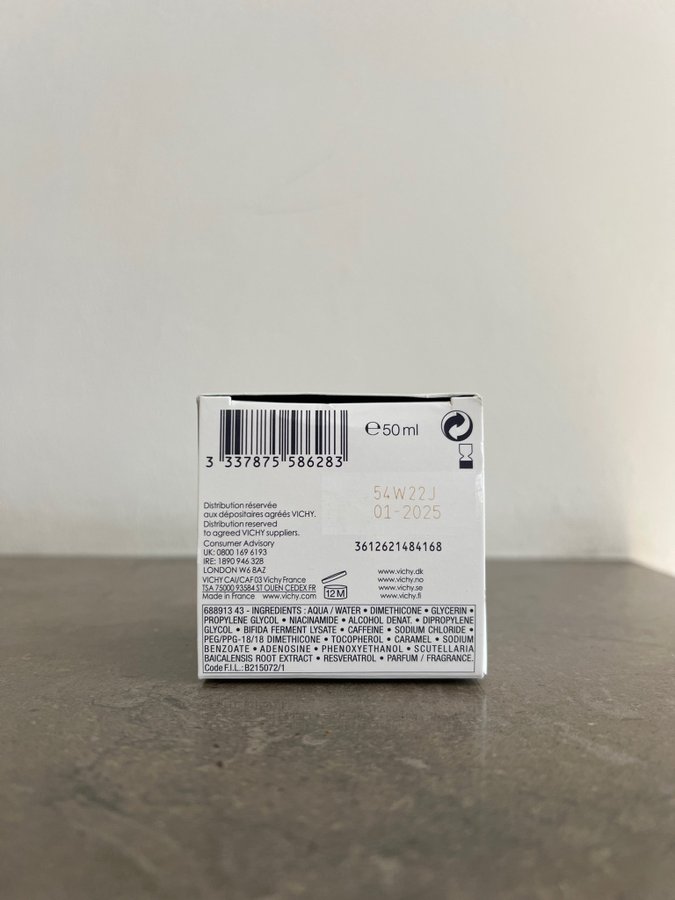 3 337875 586283
℮50 ml
54W22J
01-2025
Distribution réservée
aux dépositaires agréés VICHY.
Distribution reserved
to agreed VICHY suppliers.
Consumer Advisory
UK: 0800 169 6193
IRE: 1890 946 328
LONDON W6 8AZ
VICHY CAI/CAF 03 Vichy France
TSA 75000 93584 ST OUEN CEDEX FR
Made in France www.vichy.com
12 M
3612621484168
www.vichy.dk
www.vichy.no
www.vichy.se
www.vichy.fi
688913 43 - INGREDIENTS : AQUA / WATER • DIMETHICONE • GLYCERIN •
PROPYLENE GLYCOL • NIACINAMIDE • ALCOHOL DENAT. • DIPROPYLENE
GLYCOL • BIFIDA FERMENT LYSATE • CAFFEINE • SODIUM CHLORIDE •
PEG/PPG-18/18 DIMETHICONE • TOCOPHEROL • CARAMEL • SODIUM
BENZOATE • ADENOSINE • PHENOXYETHANOL • SCUTELLARIA
BAICALENSIS ROOT EXTRACT • RESVERATROL • PARFUM / FRAGRANCE.
Code F.I.L.: B215072/1